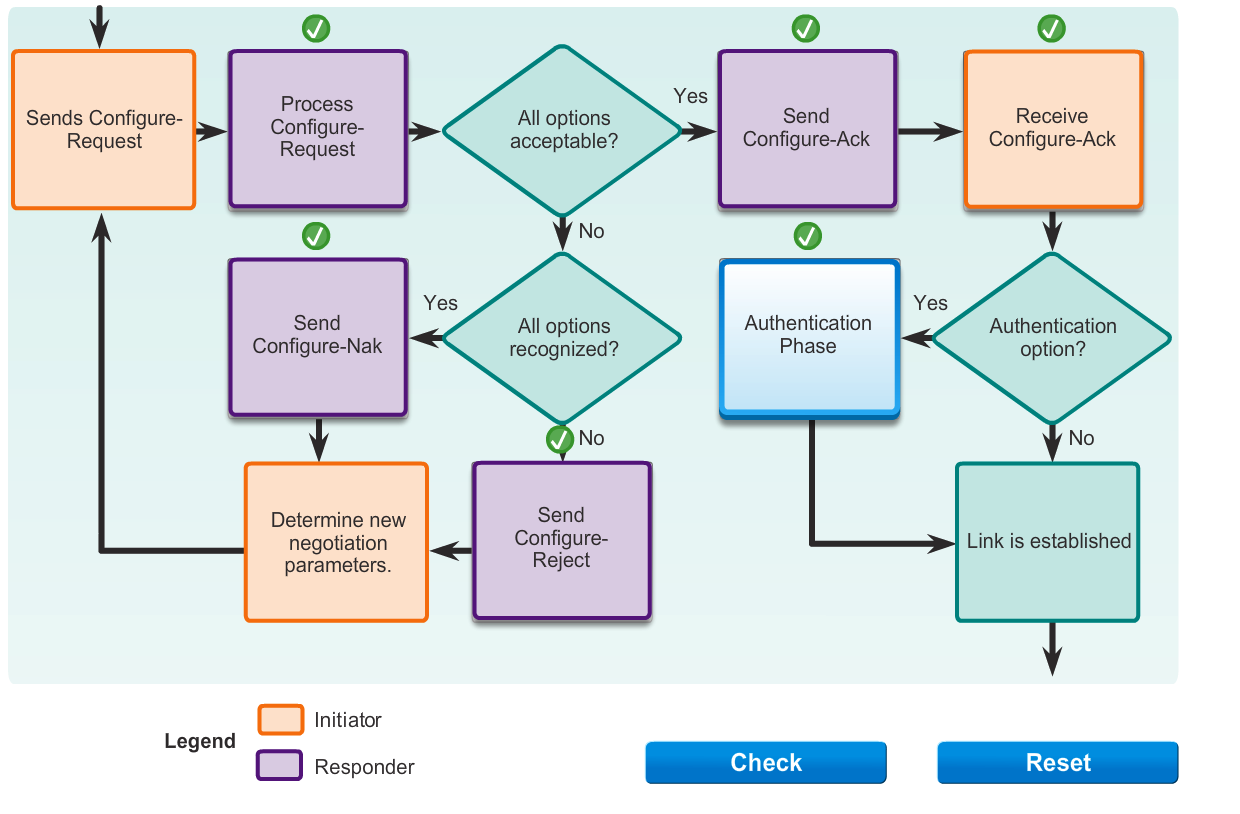 Sends Configure-
Request
Process
Configure-
Request
All options
acceptable?
Yes
Send
Configure-Ack
Receive
Configure-Ack
No
Send
Configure-Nak
Yes
All options
recognized?
Authentication
Phase
Yes
Authentication
option?
No
No
Determine new
negotiation
parameters.
Send
Configure-
Reject
Link is established
Legend
Initiator
Responder
Check
Reset